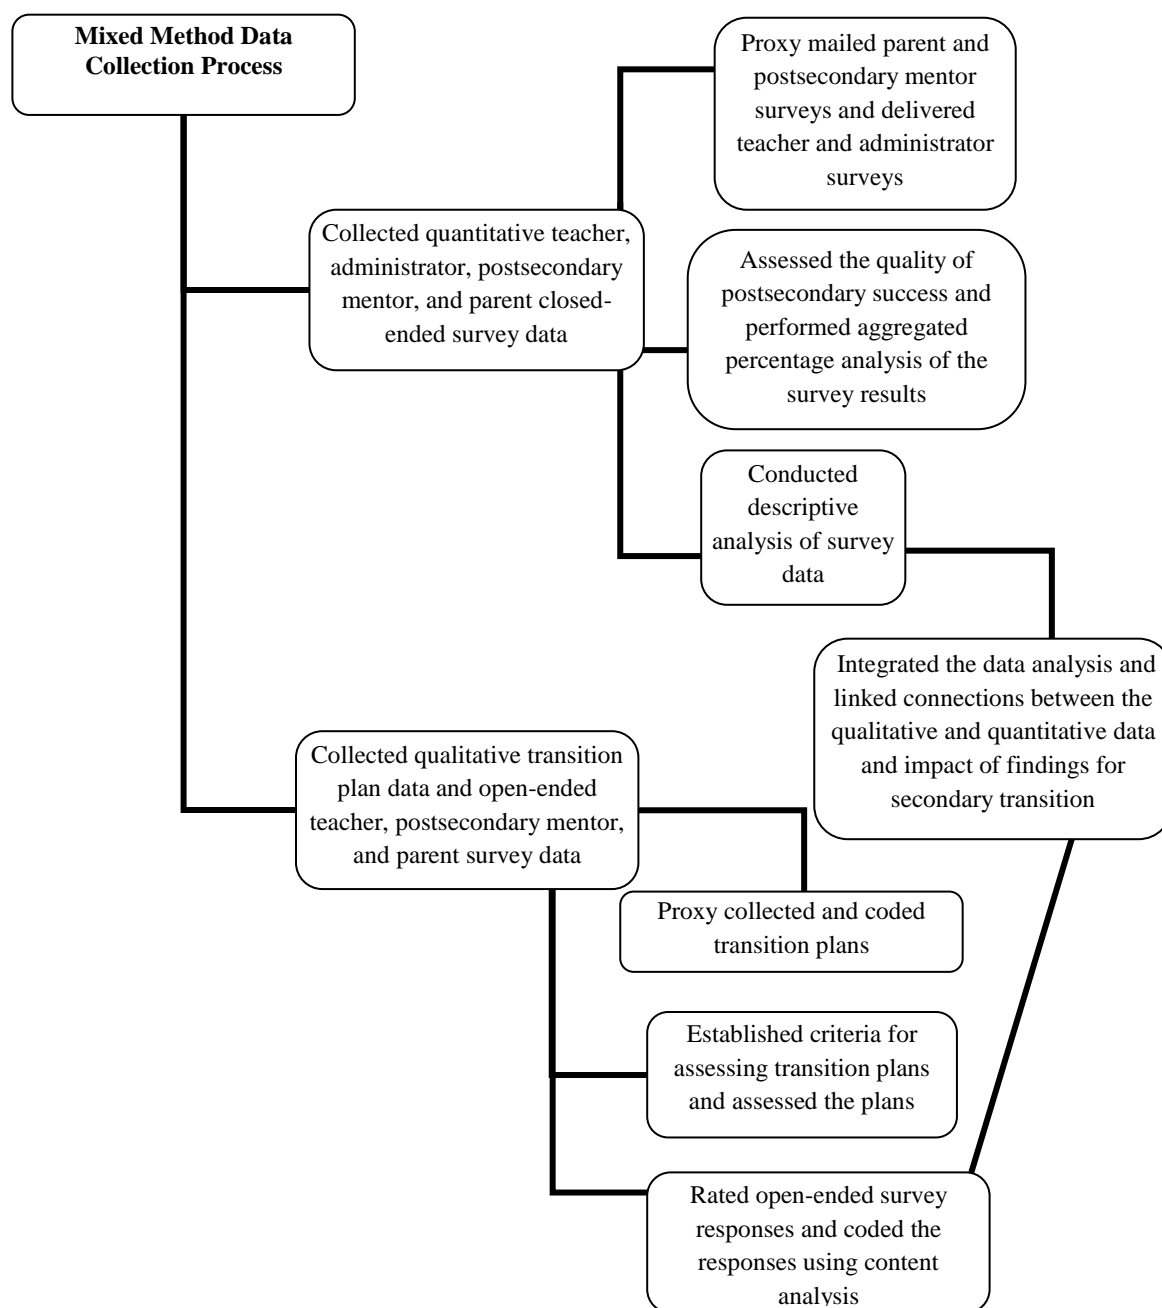 Mixed Method Data
Collection Process
Proxy mailed parent and
postsecondary mentor
surveys and delivered
teacher and administrator
surveys
Collected quantitative teacher,
administrator, postsecondary
mentor, and parent closed-
ended survey data
Assessed the quality of
postsecondary success and
performed aggregated
percentage analysis of the
survey results
Conducted
descriptive
analysis of survey
data
Integrated the data analysis and
linked connections between the
qualitative and quantitative data
and impact of findings for
secondary transition
Collected qualitative transition
plan data and open-ended
teacher, postsecondary mentor,
and parent survey data
Proxy collected and coded
transition plans
Established criteria for
assessing transition plans
and assessed the plans
Rated open-ended survey
responses and coded the
responses using content
analysis